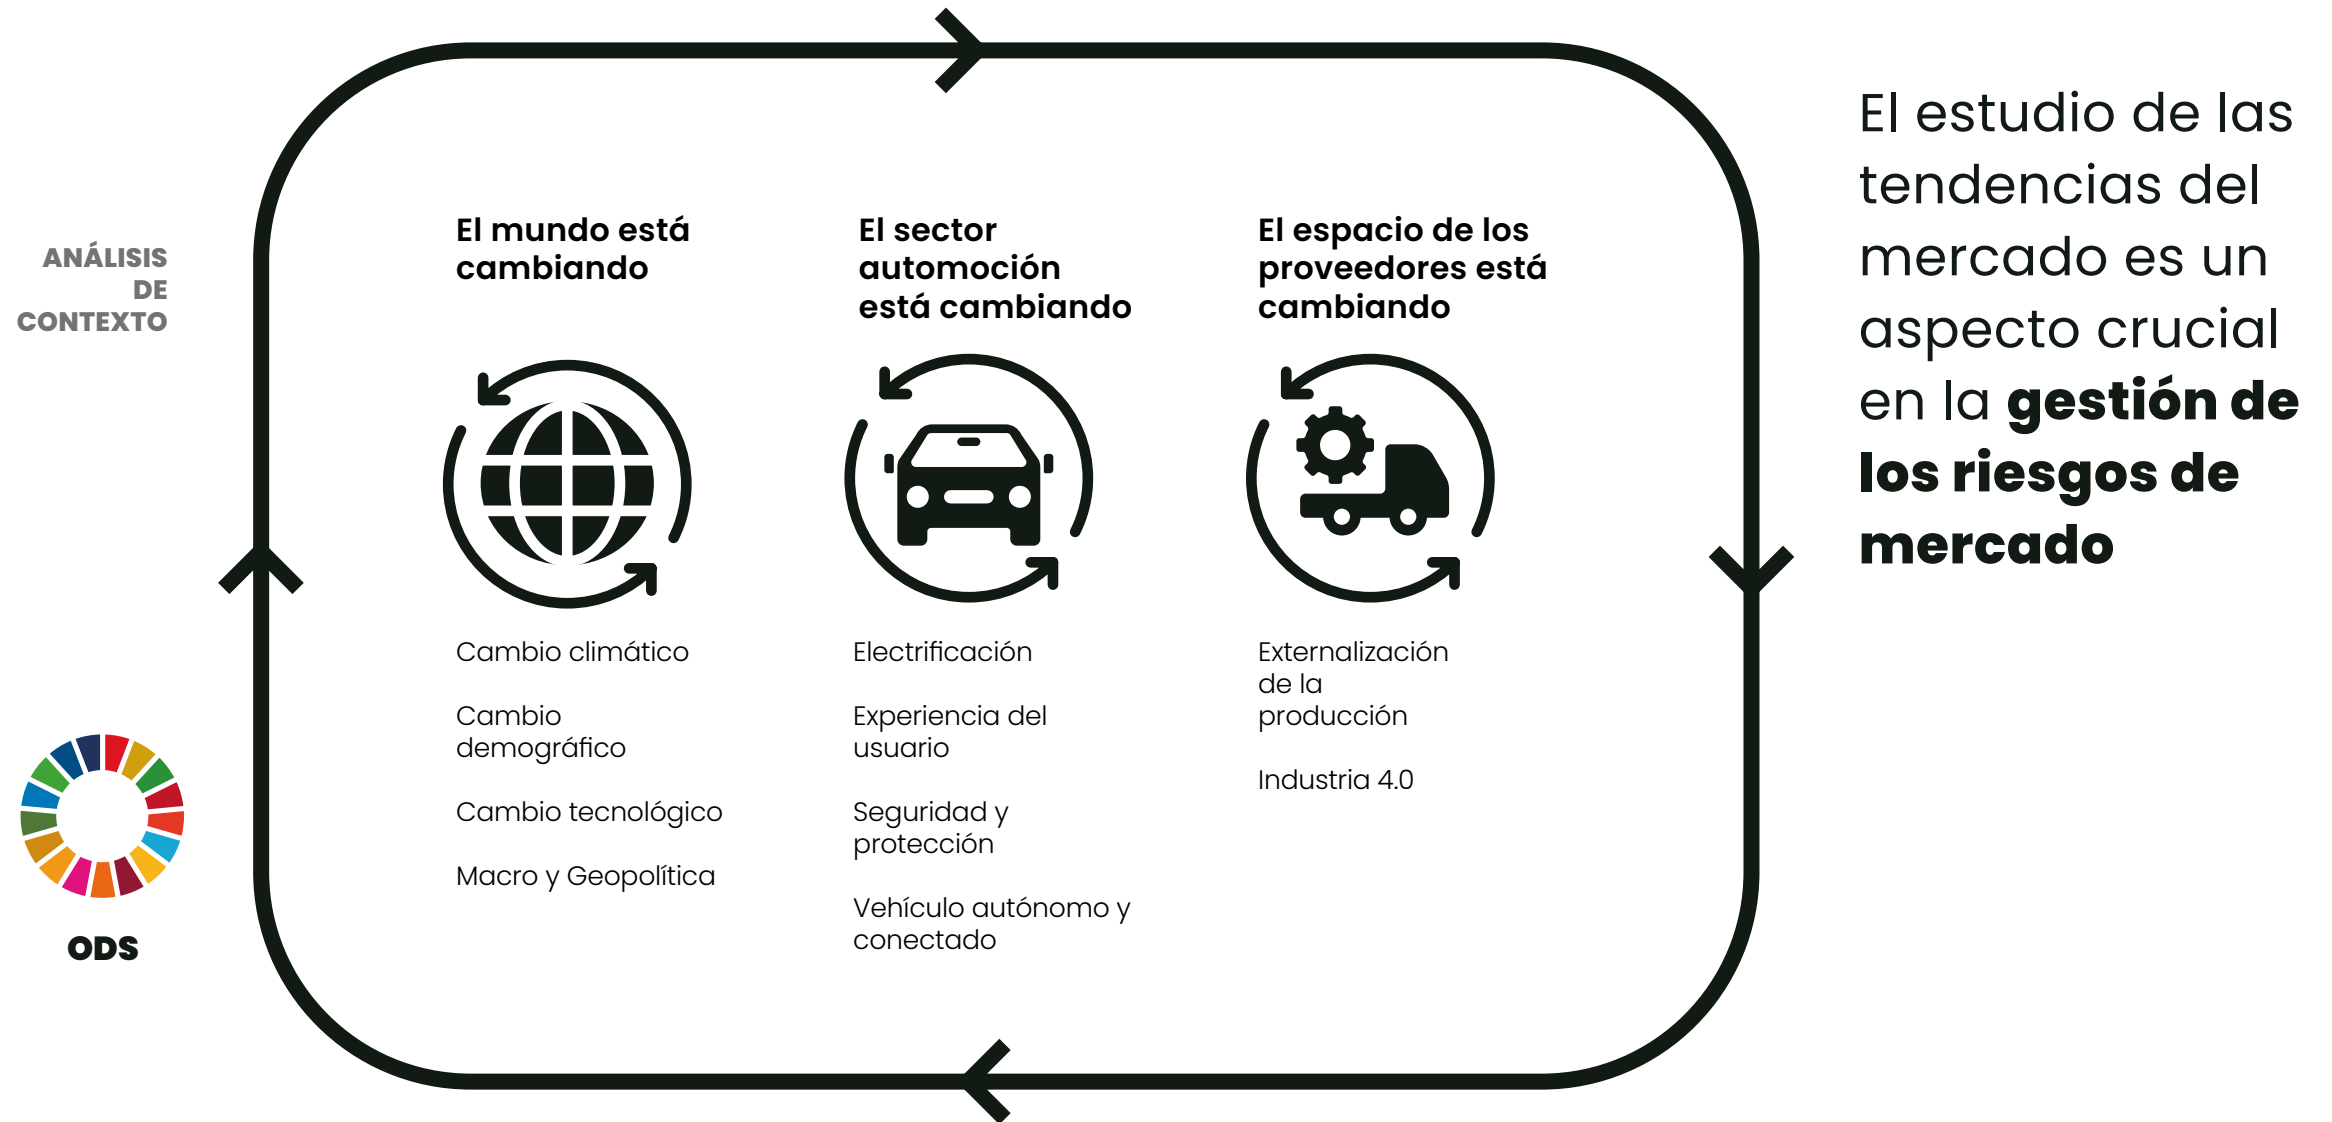 ANÁLISIS
DE
CONTEXTO
ODS
El mundo está
cambiando
Cambio climático
Cambio
demográfico
Cambio tecnológico
Macro y Geopolítica
El sector
automoción
está cambiando
Electrificación
Experiencia del
usuario
Seguridad y
protección
Vehículo autónomo y
conectado
El espacio de los
proveedores está
cambiando
Externalización
de la
producción
Industria 4.0
El estudio de las
tendencias del
mercado es un
aspecto crucial
en la gestión de
los riesgos de
mercado